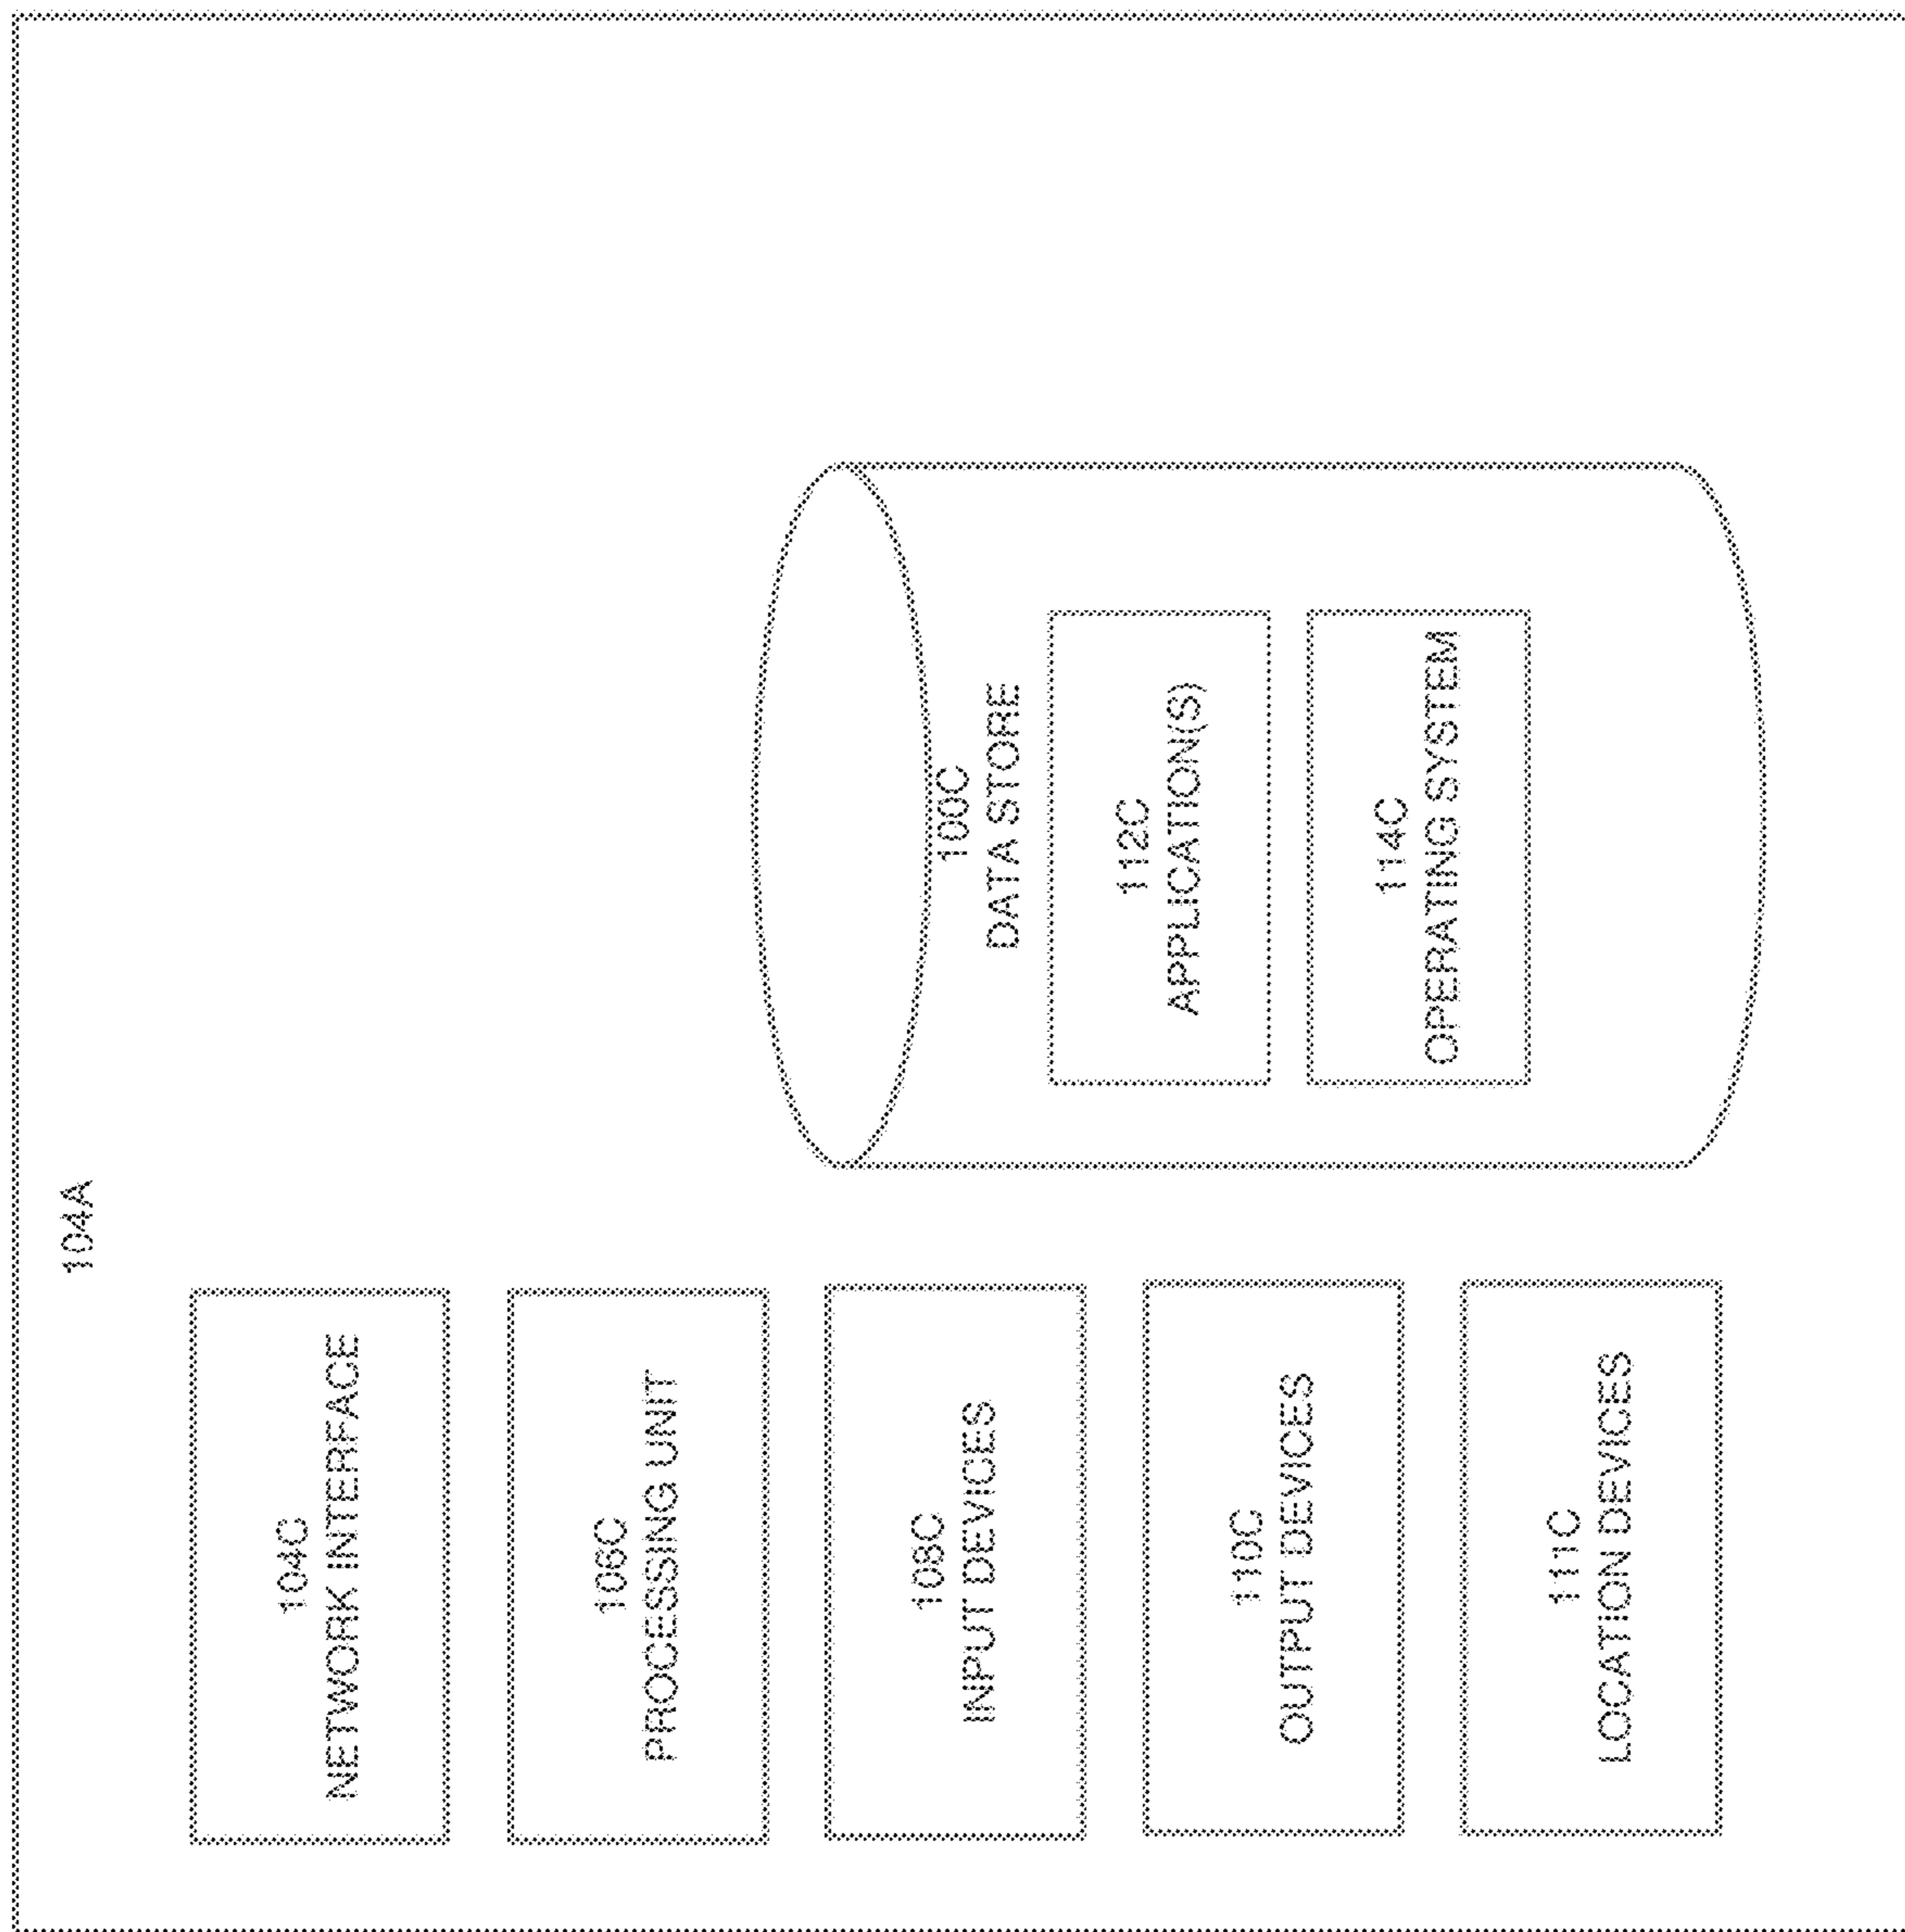 104A
104C
NETWORK INTERFACE
106C
PROCESSING UNIT
108C
INPUT DEVICES
110C
OUTPUT DEVICES
111C
LOCATION DEVICES
100C
DATA STORE
112C
APPLICATION(S)
114C
OPERATING SYSTEM